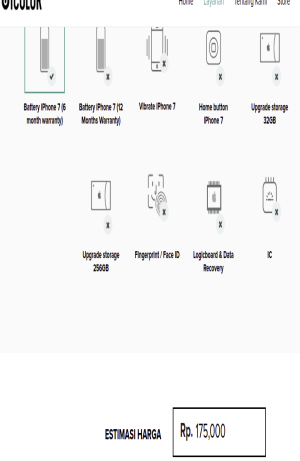 Home Layanan Tentang Kami Store
Battery iPhone 7 (6 Battery iPhone 7 (12 Vibrate iPhone 7 Home button Upgrade storage
month warranty) Months Warranty) iPhone 7 32GB
Upgrade storage Fingerprint / Face ID Logicboard & Data IC
256GB Recovery
ESTIMASI HARGA Rp. 175,000